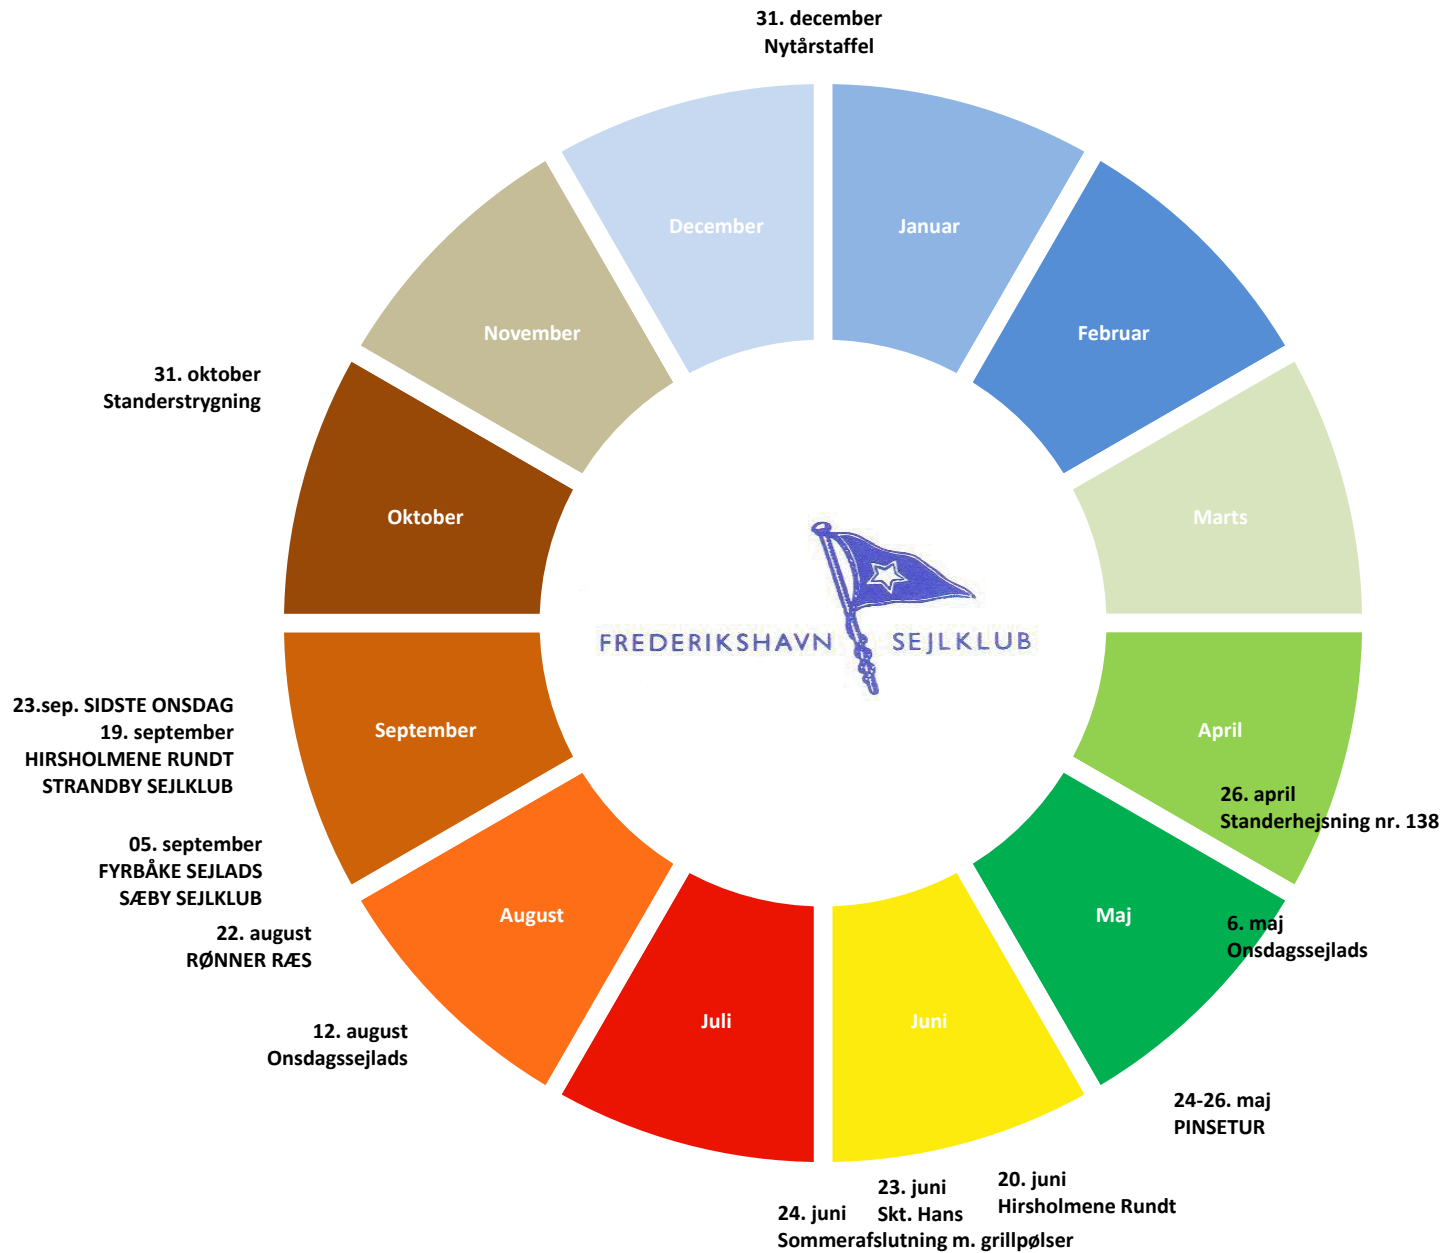 31. december
Nytårstaffel
December
Januar
Februar
Marts
April
26. april
Standerhejsning nr. 138
Maj
6. maj
Onsdagssejlads
24-26. maj
PINSETUR
Juni
20. juni
Hirsholmene Rundt
23. juni
Skt. Hans
24. juni
Sommerafslutning m. grillpølser
Juli
August
12. august
Onsdagssejlads
22. august
RØNNER RÆS
September
05. september
FYRBÅKE SEJLADS
SÆBY SEJLKLUB
23.sep. SIDSTE ONSDAG
19. september
HIRSHOLMENE RUNDT
STRANDBY SEJLKLUB
Oktober
31. oktober
Standerstrygning
November
FREDERIKSHAVN SEJLKLUB